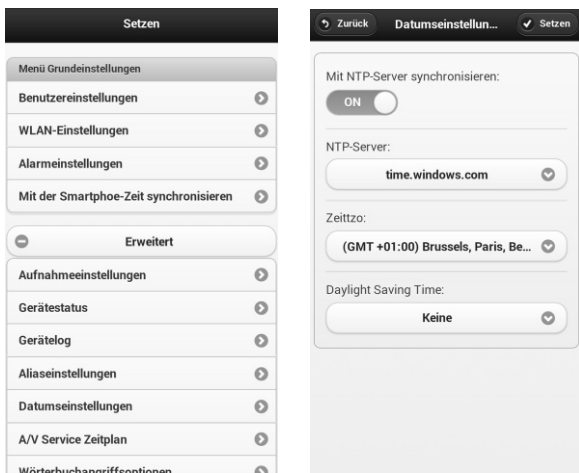 Setzen
Menü Grundeinstellungen
Benutzereinstellungen
WLAN-Einstellungen
Alarmeinstellungen
Mit der Smartphoe-Zeit synchronisieren
Erweitert
Aufnahmeeinstellungen
Gerätestatus
Gerätelog
Aliaseinstellungen
Datumseinstellungen
A/V Service Zeitplan
Wörterbuchangriffsoptionen
Zurück Datumseinstellun... Setzen
Mit NTP-Server synchronisieren:
ON
NTP-Server:
time.windows.com
Zeittzo:
(GMT +01:00) Brussels, Paris, Be...
Daylight Saving Time:
Keine